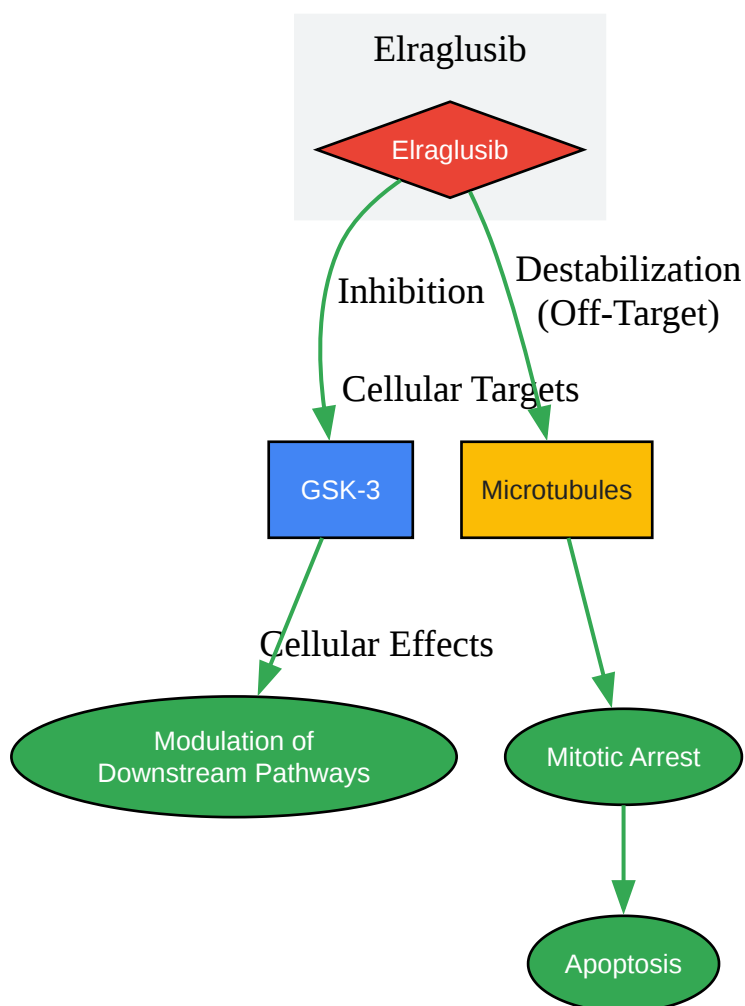 Elraglusib
Elraglusib
Inhibition
Destabilization
(Off-Target)
Cellular Targets
GSK-3
Microtubules
Cellular Effects
Modulation of
Downstream Pathways
Mitotic Arrest
Apoptosis